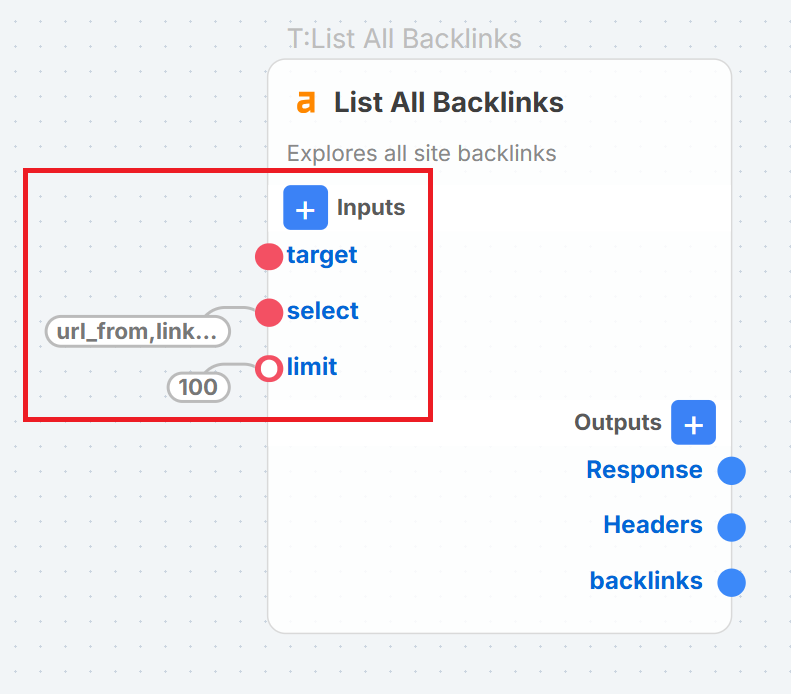 T:List All Backlinks
a List All Backlinks
Explores all site backlinks
+ Inputs
target
select
url_from,link...
limit
100
Outputs +
Response
Headers
backlinks